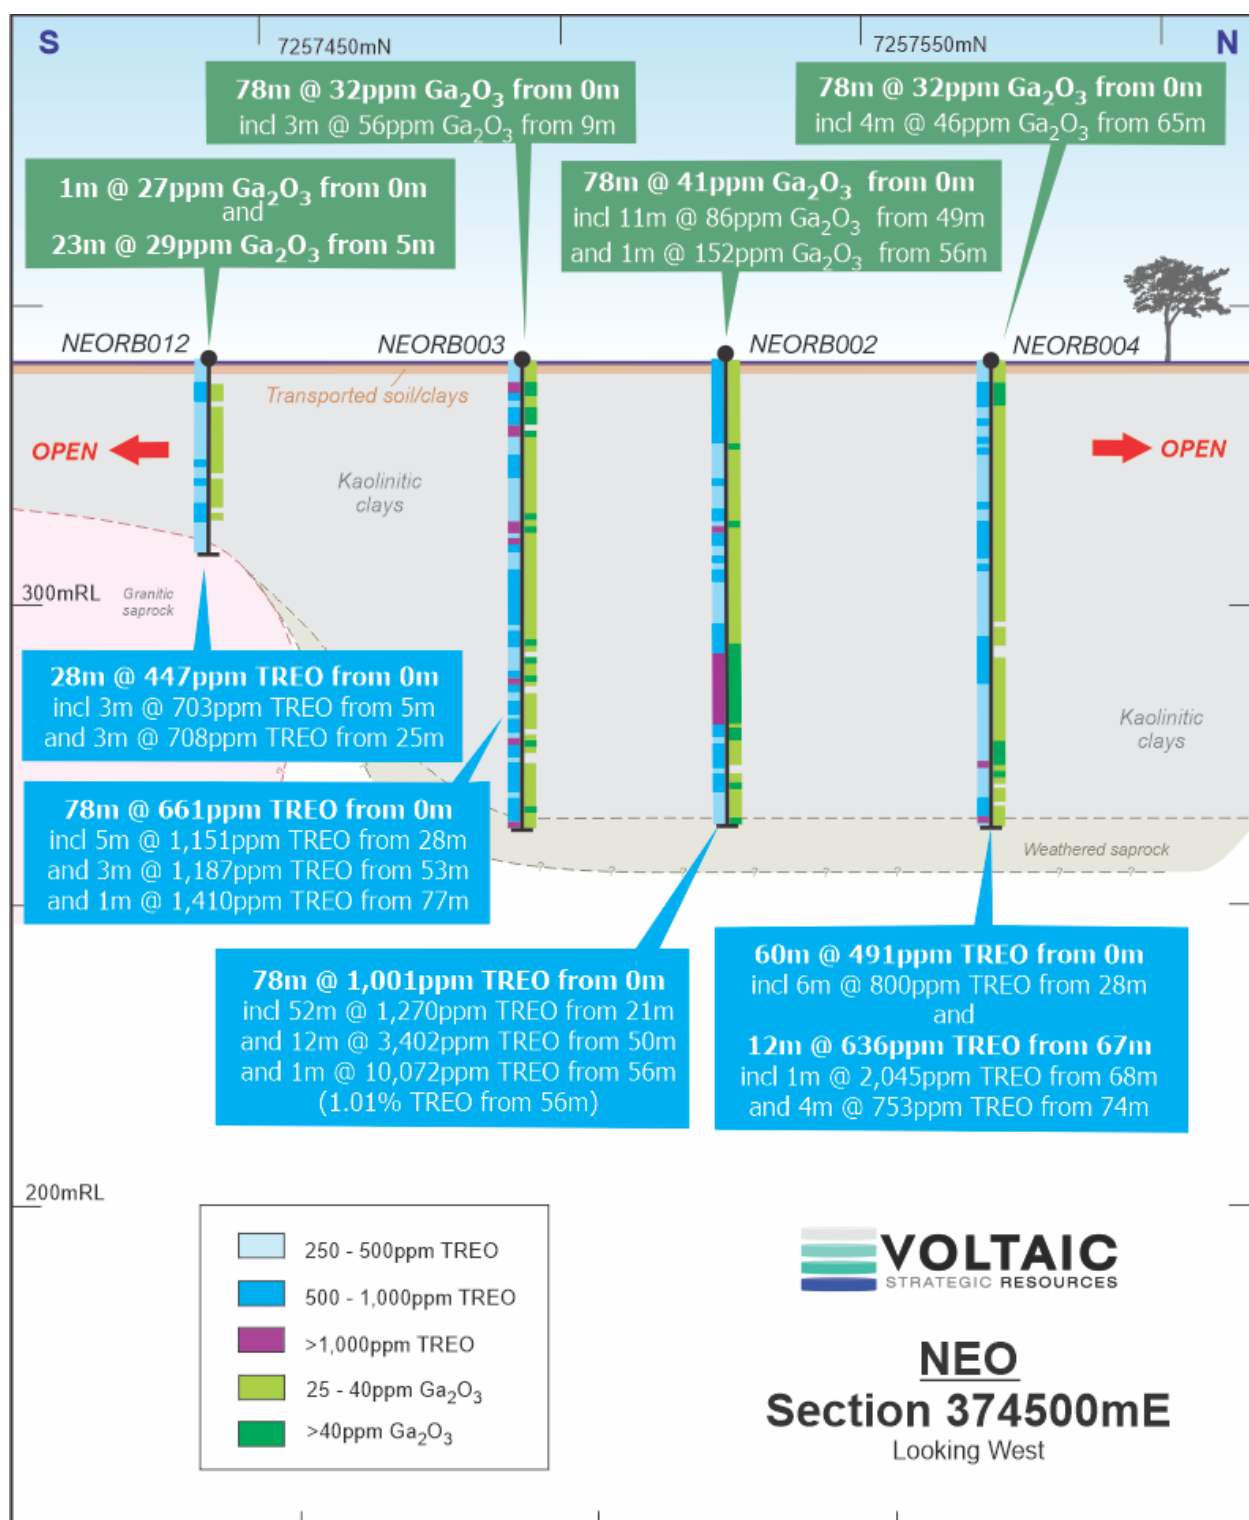 S
7257450mN
7257550mN
N
78m @ 32ppm Ga₂O₃ from 0m
incl 3m @ 56ppm Ga₂O₃ from 9m
78m @ 32ppm Ga₂O₃ from 0m
incl 4m @ 46ppm Ga₂O₃ from 65m
1m @ 27ppm Ga₂O₃ from 0m
and
23m @ 29ppm Ga₂O₃ from 5m
78m @ 41ppm Ga₂O₃ from 0m
incl 11m @ 86ppm Ga₂O₃ from 49m
and 1m @ 152ppm Ga₂O₃ from 56m
NEORB012
NEORB003
NEORB002
NEORB004
Transported soil/clays
OPEN
OPEN
Kaolinitic
clays
300mRL
Granitic
saprock
28m @ 447ppm TREO from 0m
incl 3m @ 703ppm TREO from 5m
and 3m @ 708ppm TREO from 25m
Kaolinitic
clays
78m @ 661ppm TREO from 0m
incl 5m @ 1,151ppm TREO from 28m
and 3m @ 1,187ppm TREO from 53m
and 1m @ 1,410ppm TREO from 77m
Weathered saprock
? ? ? ? ? ? ?
78m @ 1,001ppm TREO from 0m
incl 52m @ 1,270ppm TREO from 21m
and 12m @ 3,402ppm TREO from 50m
and 1m @ 10,072ppm TREO from 56m
(1.01% TREO from 56m)
60m @ 491ppm TREO from 0m
incl 6m @ 800ppm TREO from 28m
and
12m @ 636ppm TREO from 67m
incl 1m @ 2,045ppm TREO from 68m
and 4m @ 753ppm TREO from 74m
200mRL
250 - 500ppm TREO
500 - 1,000ppm TREO
>1,000ppm TREO
25 - 40ppm Ga₂O₃
>40ppm Ga₂O₃
VOLTAIC
STRATEGIC RESOURCES
NEO
Section 374500mE
Looking West